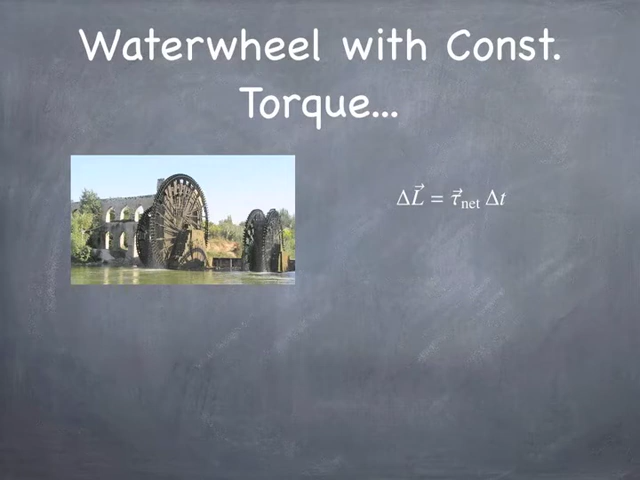 Waterwheel with Const.
Torque...
ΔL⃗ = τ⃗net Δt